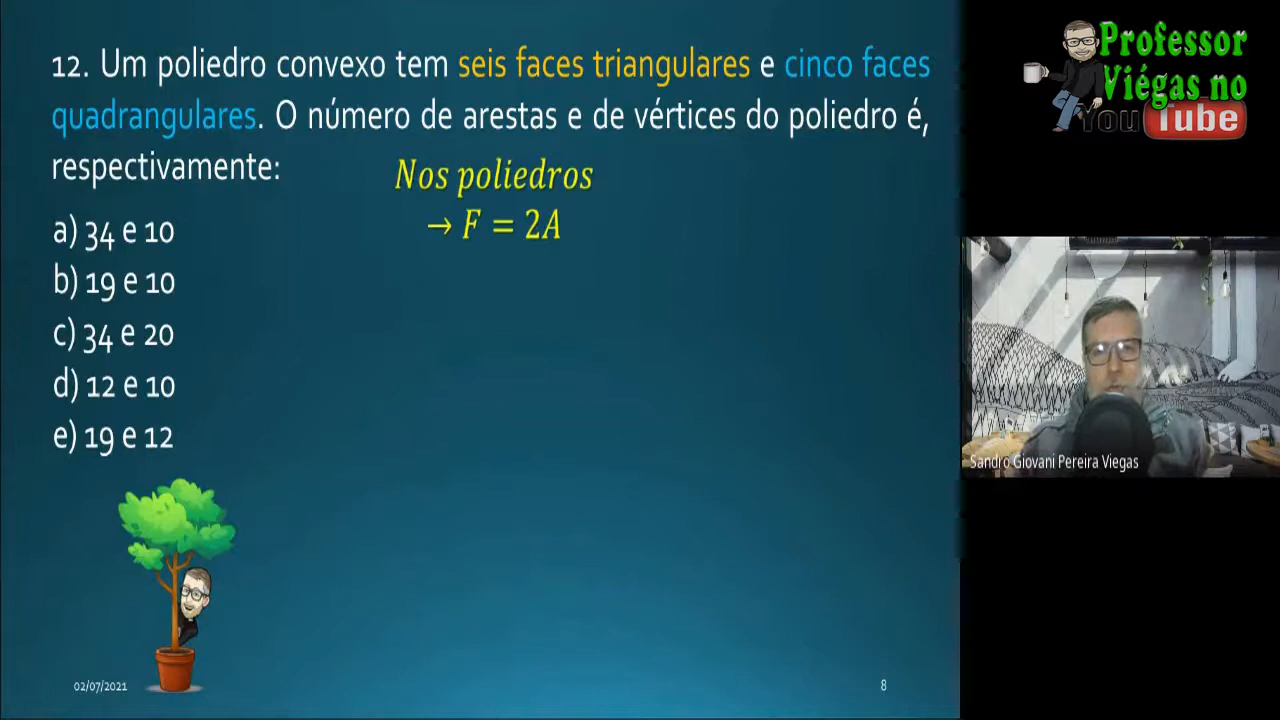 12. Um poliedro convexo tem seis faces triangulares e cinco faces
quadrangulares. O número de arestas e de vértices do poliedro é,
respectivamente:
Nos poliedros
→ F = 2A
a) 34 e 10
b) 19 e 10
c) 34 e 20
d) 12 e 10
e) 19 e 12
02/07/2021
8
Professor
Viégas no
YouTube
Sandro Giovani Pereira Viegas